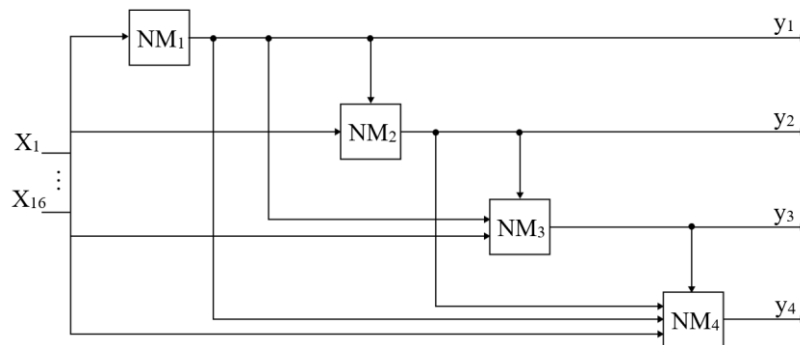 NM₁
y₁
NM₂
y₂
X₁
⋮
X₁₆
NM₃
y₃
NM₄
y₄